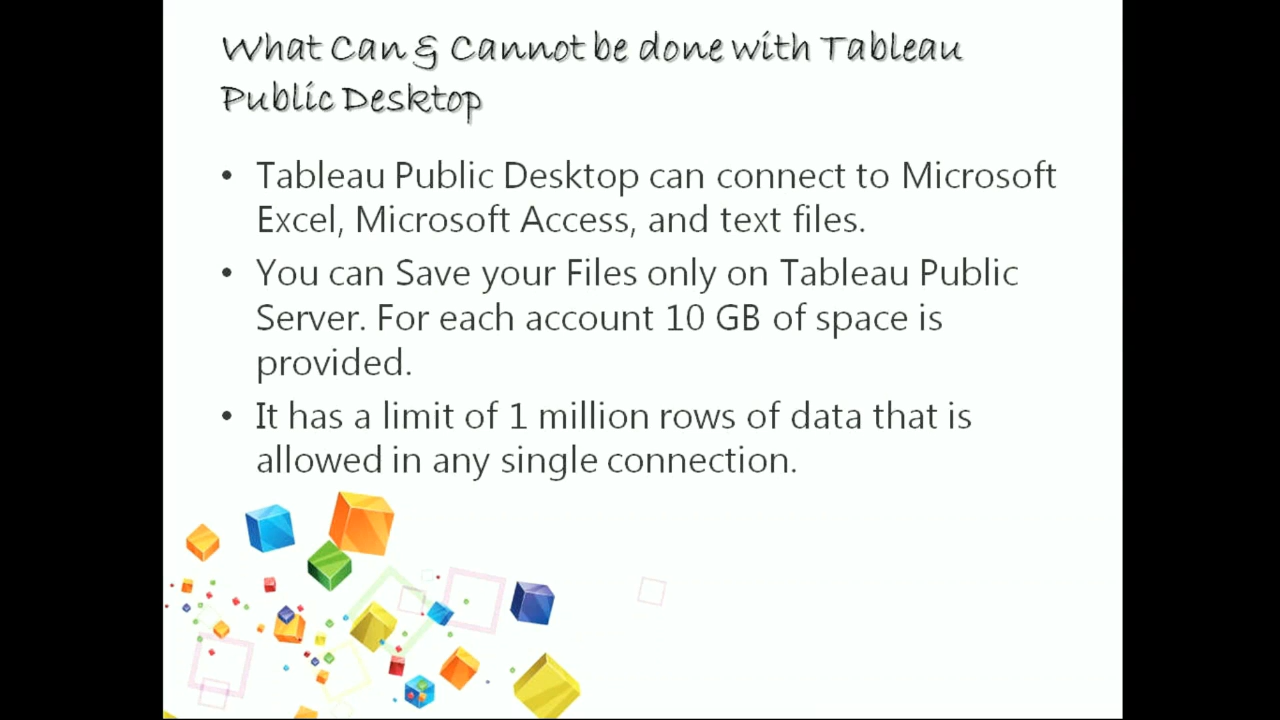 What Can & Cannot be done with Tableau
Public Desktop
• Tableau Public Desktop can connect to Microsoft
Excel, Microsoft Access, and text files.
• You can Save your Files only on Tableau Public
Server. For each account 10 GB of space is
provided.
• It has a limit of 1 million rows of data that is
allowed in any single connection.